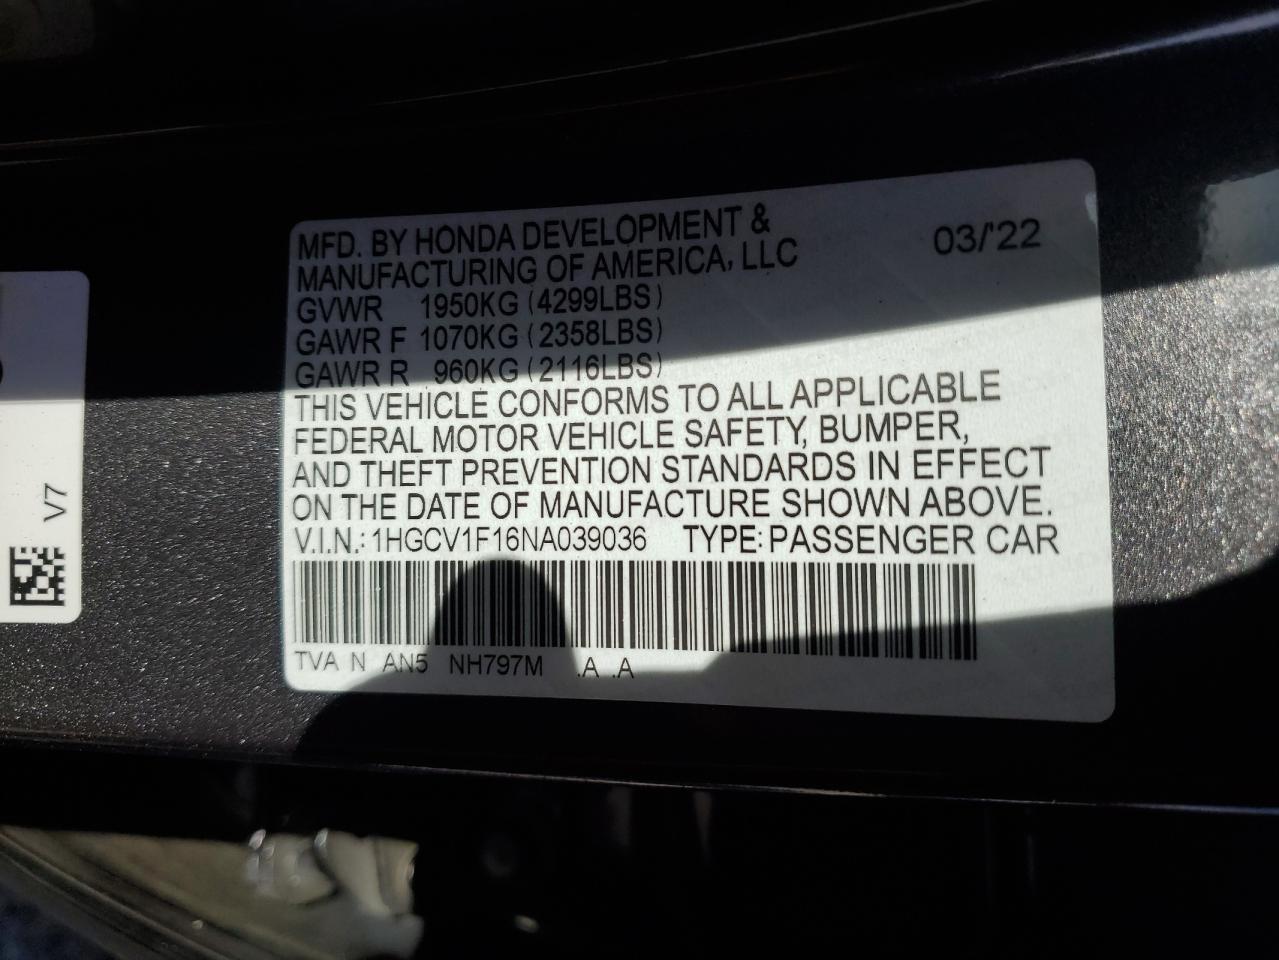 MFD. BY HONDA DEVELOPMENT &
MANUFACTURING OF AMERICA, LLC 03/'22
GVWR 1950KG (4299LBS)
GAWR F 1070KG (2358LBS)
GAWR R 960KG (2116LBS)
THIS VEHICLE CONFORMS TO ALL APPLICABLE
FEDERAL MOTOR VEHICLE SAFETY, BUMPER,
AND THEFT PREVENTION STANDARDS IN EFFECT
ON THE DATE OF MANUFACTURE SHOWN ABOVE.
V.I.N.: 1HGCV1F16NA039036 TYPE: PASSENGER CAR
TVA N AN5 NH797M .A .A
V7